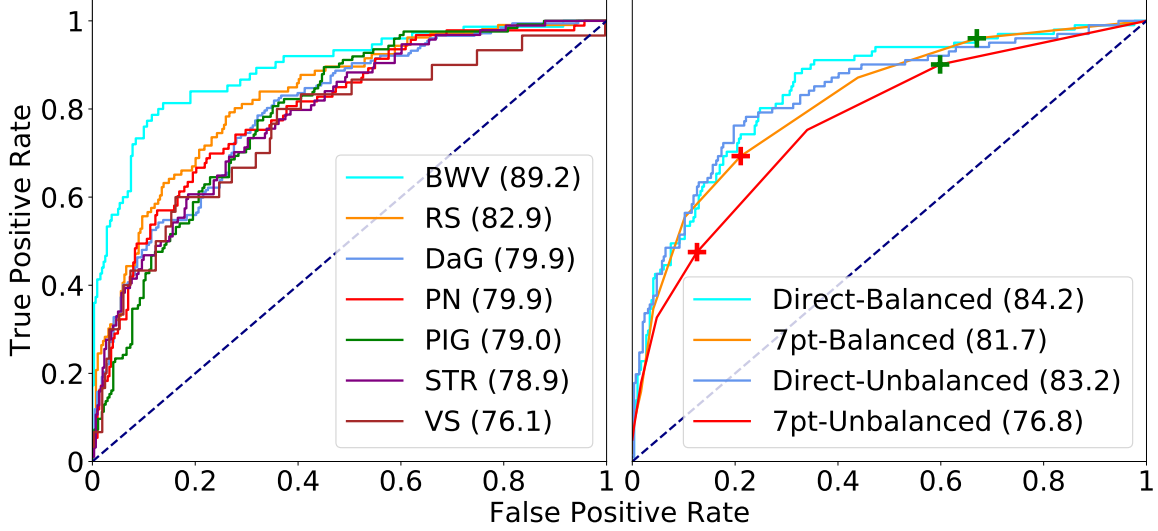 True Positive Rate
1
0.8
0.6
0.4
0.2
0
BWV (89.2)
RS (82.9)
DaG (79.9)
PN (79.9)
PIG (79.0)
STR (78.9)
VS (76.1)
0 0.2 0.4 0.6 0.8 1
Direct-Balanced (84.2)
7pt-Balanced (81.7)
Direct-Unbalanced (83.2)
7pt-Unbalanced (76.8)
0 0.2 0.4 0.6 0.8 1
False Positive Rate